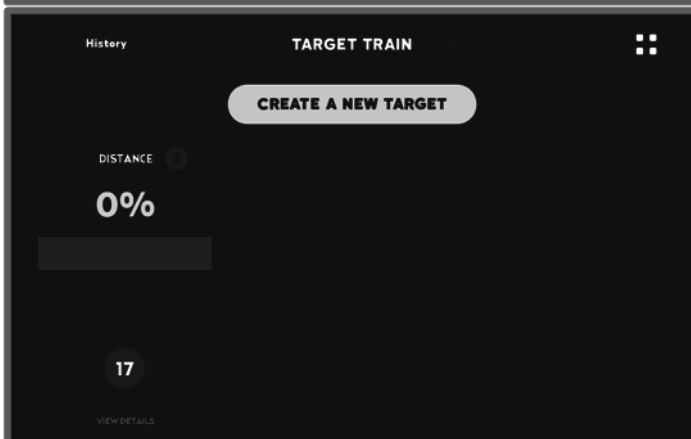 History
TARGET TRAIN
CREATE A NEW TARGET
DISTANCE
0%
17
VIEW DETAILS